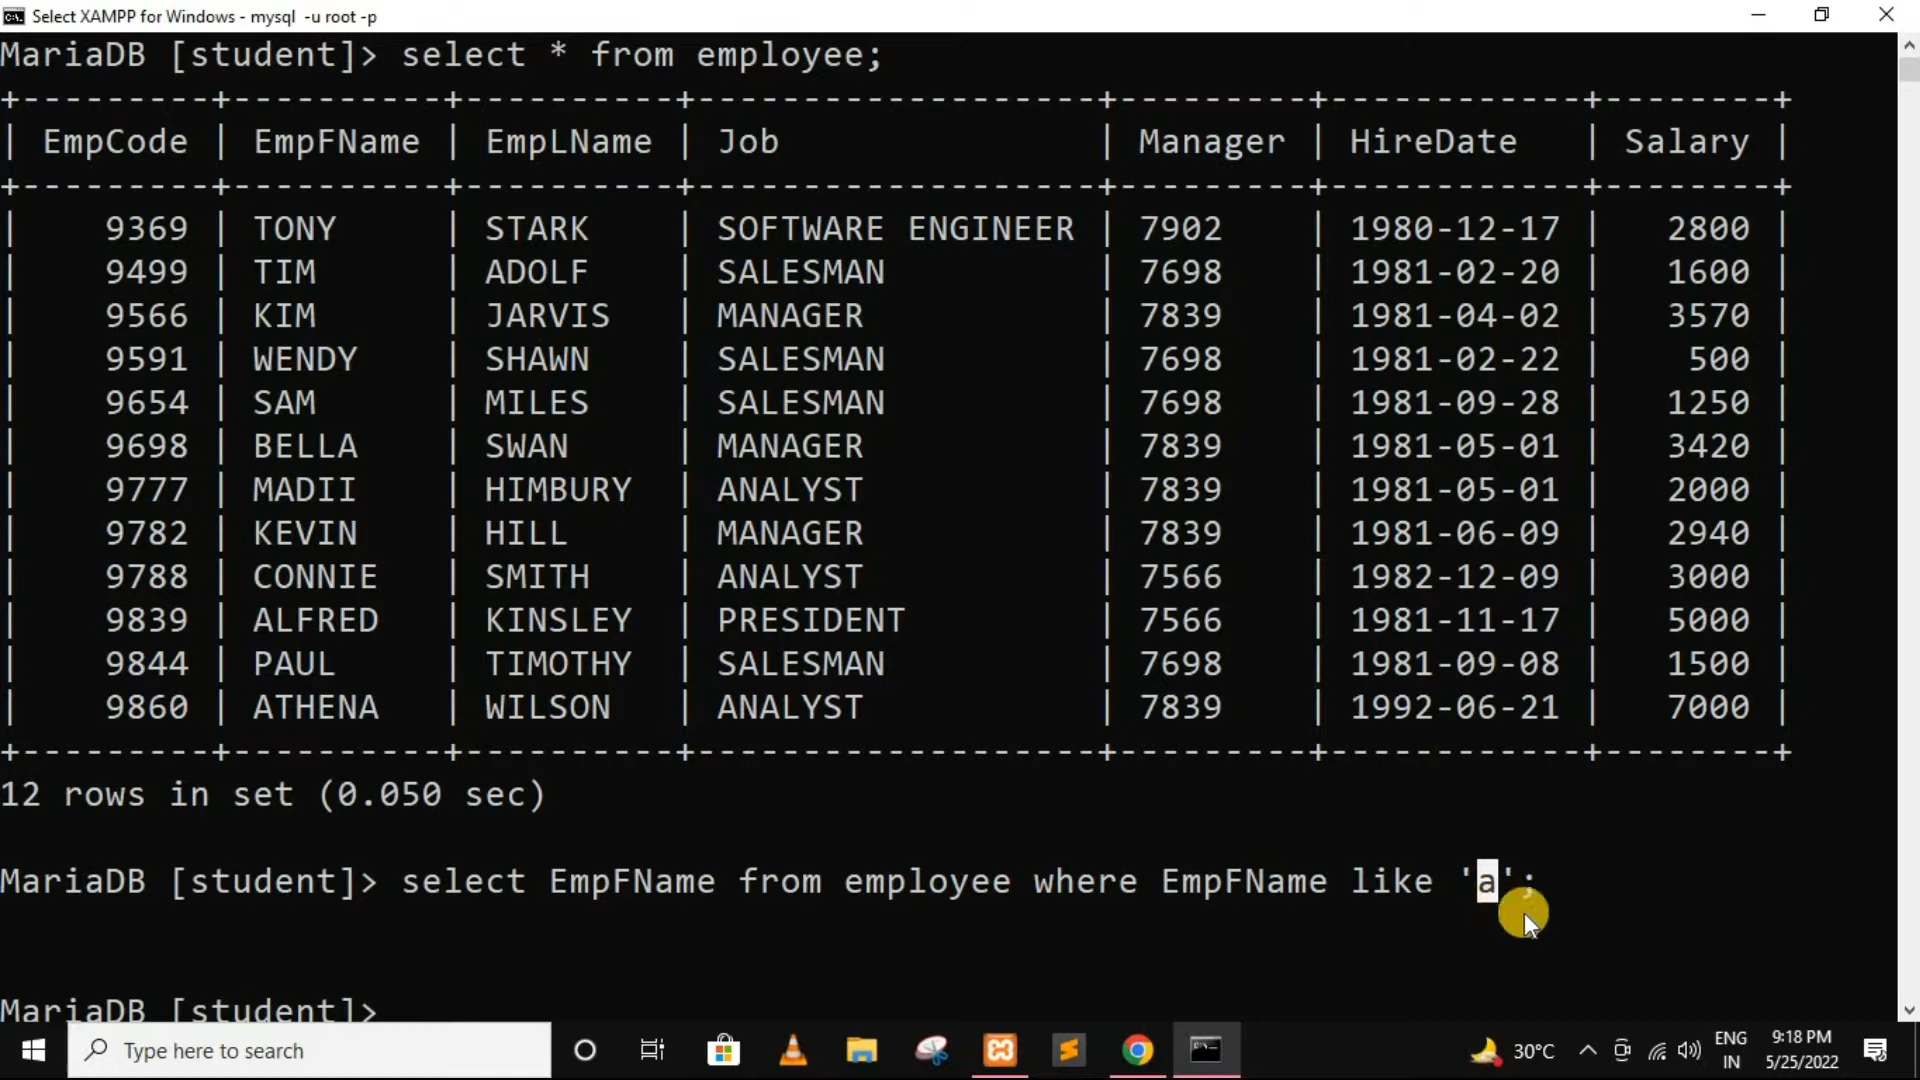 Select XAMPP for Windows - mysql -u root -p
MariaDB [student]> select * from employee;
+---------+----------+----------+-------------------+---------+------------+--------+
| EmpCode | EmpFName | EmpLName | Job | Manager | HireDate | Salary |
+---------+----------+----------+-------------------+---------+------------+--------+
| 9369 | TONY | STARK | SOFTWARE ENGINEER | 7902 | 1980-12-17 | 2800 |
| 9499 | TIM | ADOLF | SALESMAN | 7698 | 1981-02-20 | 1600 |
| 9566 | KIM | JARVIS | MANAGER | 7839 | 1981-04-02 | 3570 |
| 9591 | WENDY | SHAWN | SALESMAN | 7698 | 1981-02-22 | 500 |
| 9654 | SAM | MILES | SALESMAN | 7698 | 1981-09-28 | 1250 |
| 9698 | BELLA | SWAN | MANAGER | 7839 | 1981-05-01 | 3420 |
| 9777 | MADII | HIMBURY | ANALYST | 7839 | 1981-05-01 | 2000 |
| 9782 | KEVIN | HILL | MANAGER | 7839 | 1981-06-09 | 2940 |
| 9788 | CONNIE | SMITH | ANALYST | 7566 | 1982-12-09 | 3000 |
| 9839 | ALFRED | KINSLEY | PRESIDENT | 7566 | 1981-11-17 | 5000 |
| 9844 | PAUL | TIMOTHY | SALESMAN | 7698 | 1981-09-08 | 1500 |
| 9860 | ATHENA | WILSON | ANALYST | 7839 | 1992-06-21 | 7000 |
+---------+----------+----------+-------------------+---------+------------+--------+
12 rows in set (0.050 sec)
MariaDB [student]> select EmpFName from employee where EmpFName like 'a';
MariaDB [student]>
Type here to search
30°C
ENG
IN
9:18 PM
5/25/2022